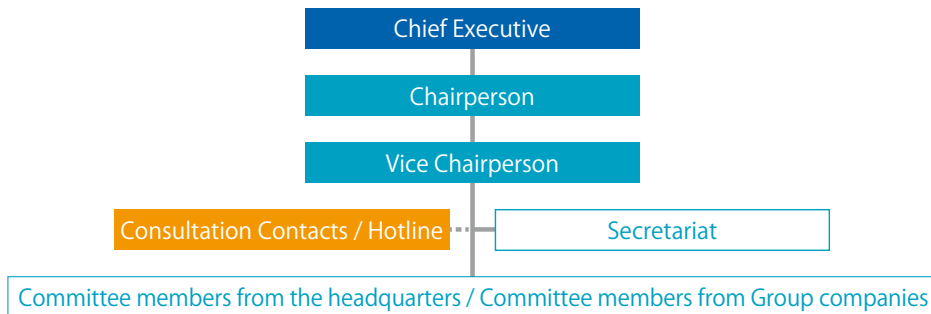 Chief Executive
Chairperson
Vice Chairperson
Consultation Contacts / Hotline
Secretariat
Committee members from the headquarters / Committee members from Group companies